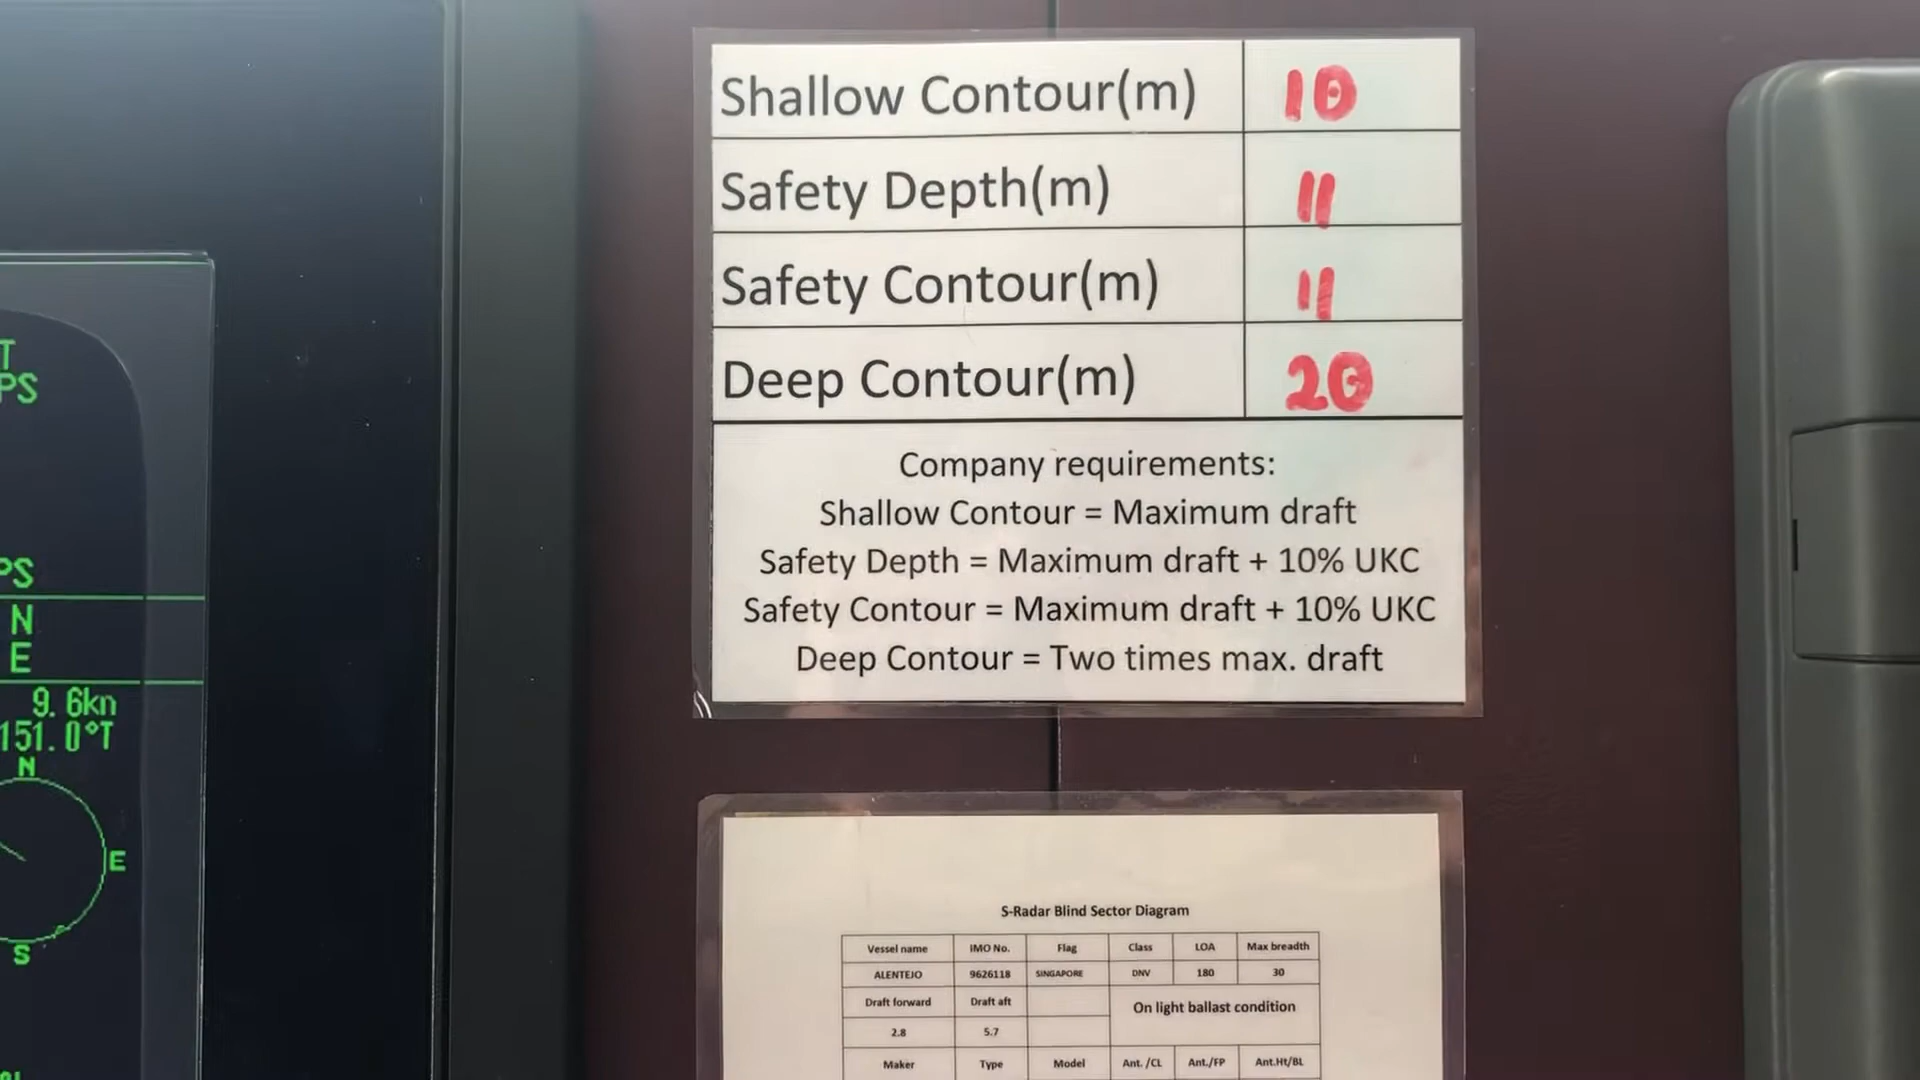 T
PS
PS
N
E
9.6kn
151.0°T
N
E
S
Shallow Contour(m) 10
Safety Depth(m) 11
Safety Contour(m) 11
Deep Contour(m) 20
Company requirements:
Shallow Contour = Maximum draft
Safety Depth = Maximum draft + 10% UKC
Safety Contour = Maximum draft + 10% UKC
Deep Contour = Two times max. draft
S-Radar Blind Sector Diagram
Vessel name IMO No. Flag Class LOA Max breadth
ALENTEJO 9626118 SINGAPORE DNV 180 30
Draft forward Draft aft On light ballast condition
2.8 5.7
Maker Type Model Ant. /CL Ant./FP Ant.Ht/BL